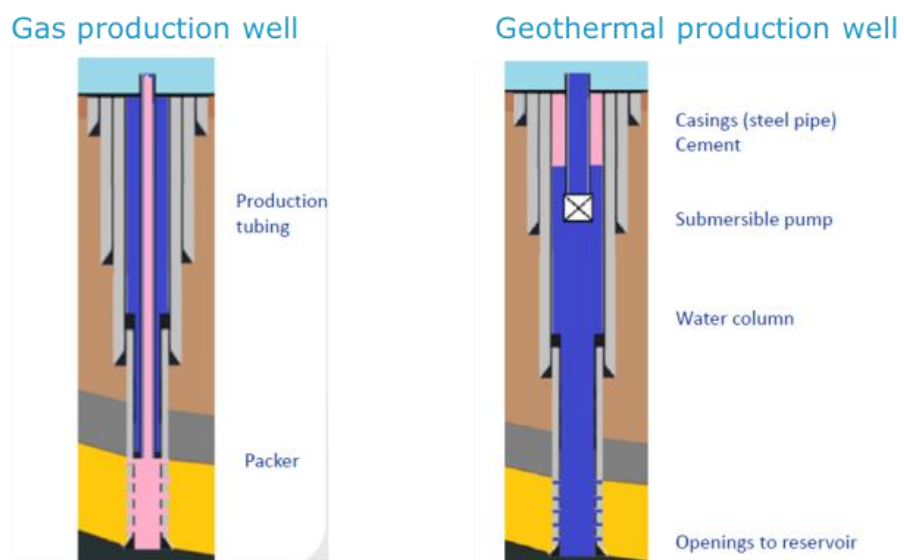 Gas production well
Geothermal production well
Production
tubing
Packer
Casings (steel pipe)
Cement
Submersible pump
Water column
Openings to reservoir